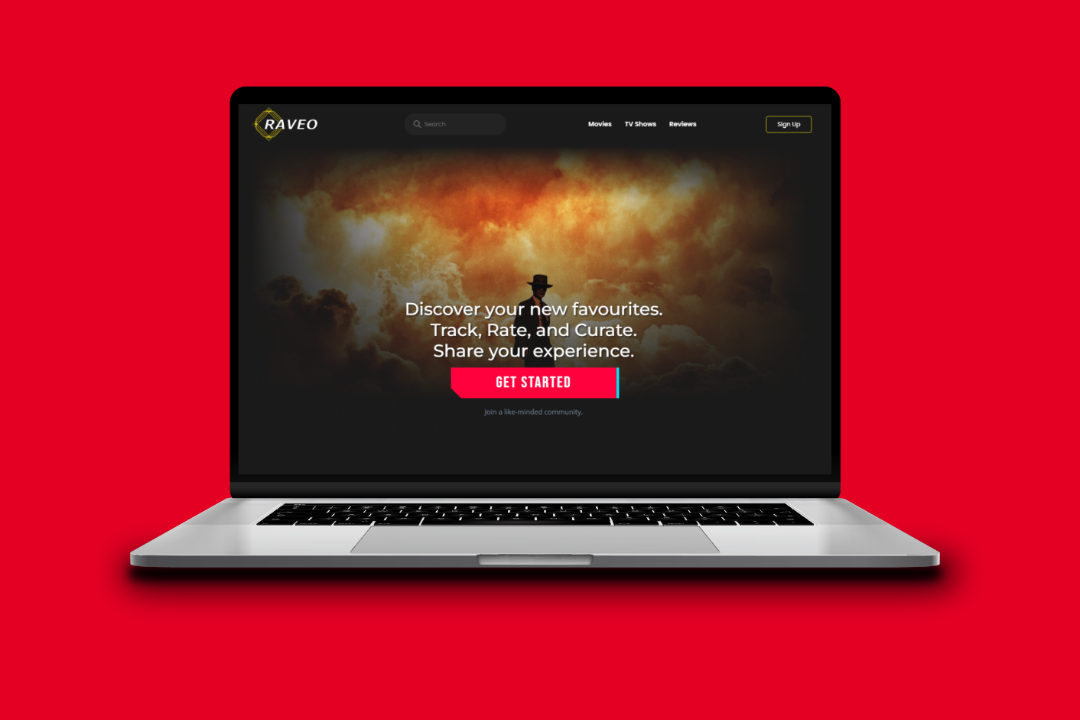 RAVEO
Search
Movies TV Shows Reviews
Sign Up
Discover your new favourites.
Track, Rate, and Curate.
Share your experience.
GET STARTED
Join a like-minded community.